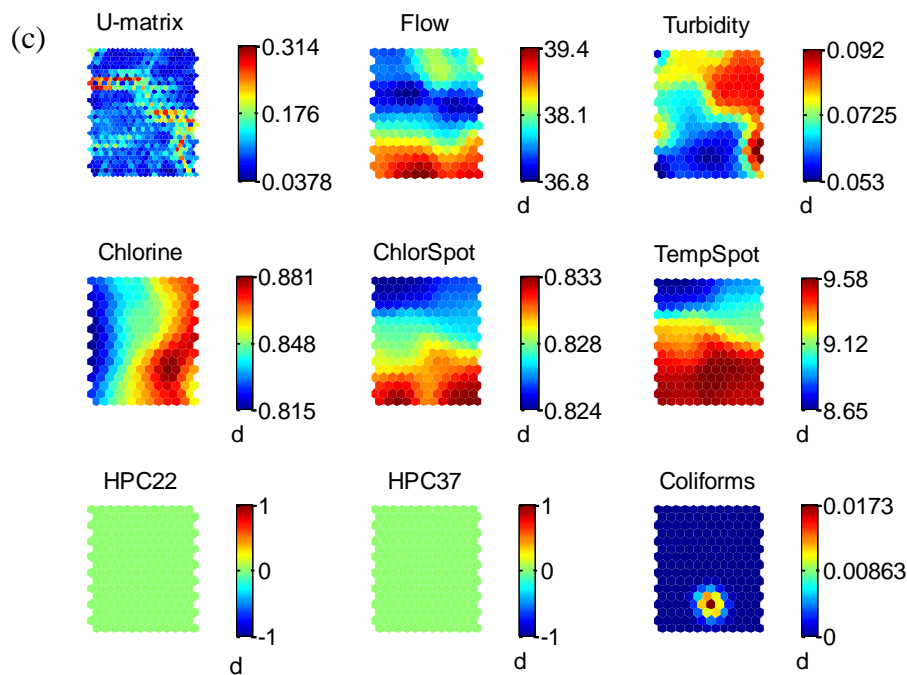 (c)
U-matrix
0.314
0.176
0.0378
Flow
39.4
38.1
36.8
d
Turbidity
0.092
0.0725
0.053
d
Chlorine
0.881
0.848
0.815
d
ChlorSpot
0.833
0.828
0.824
d
TempSpot
9.58
9.12
8.65
d
HPC22
1
0
-1
d
HPC37
1
0
-1
d
Coliforms
0.0173
0.00863
0
d